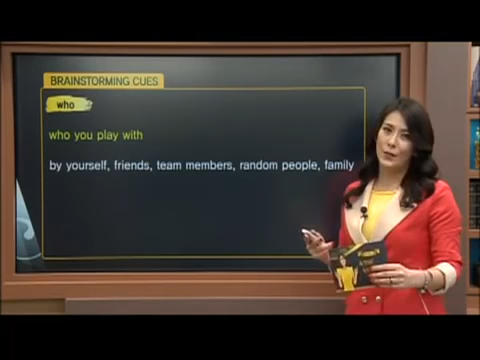 BRAINSTORMING CUES
who
who you play with
by yourself, friends, team members, random people, family